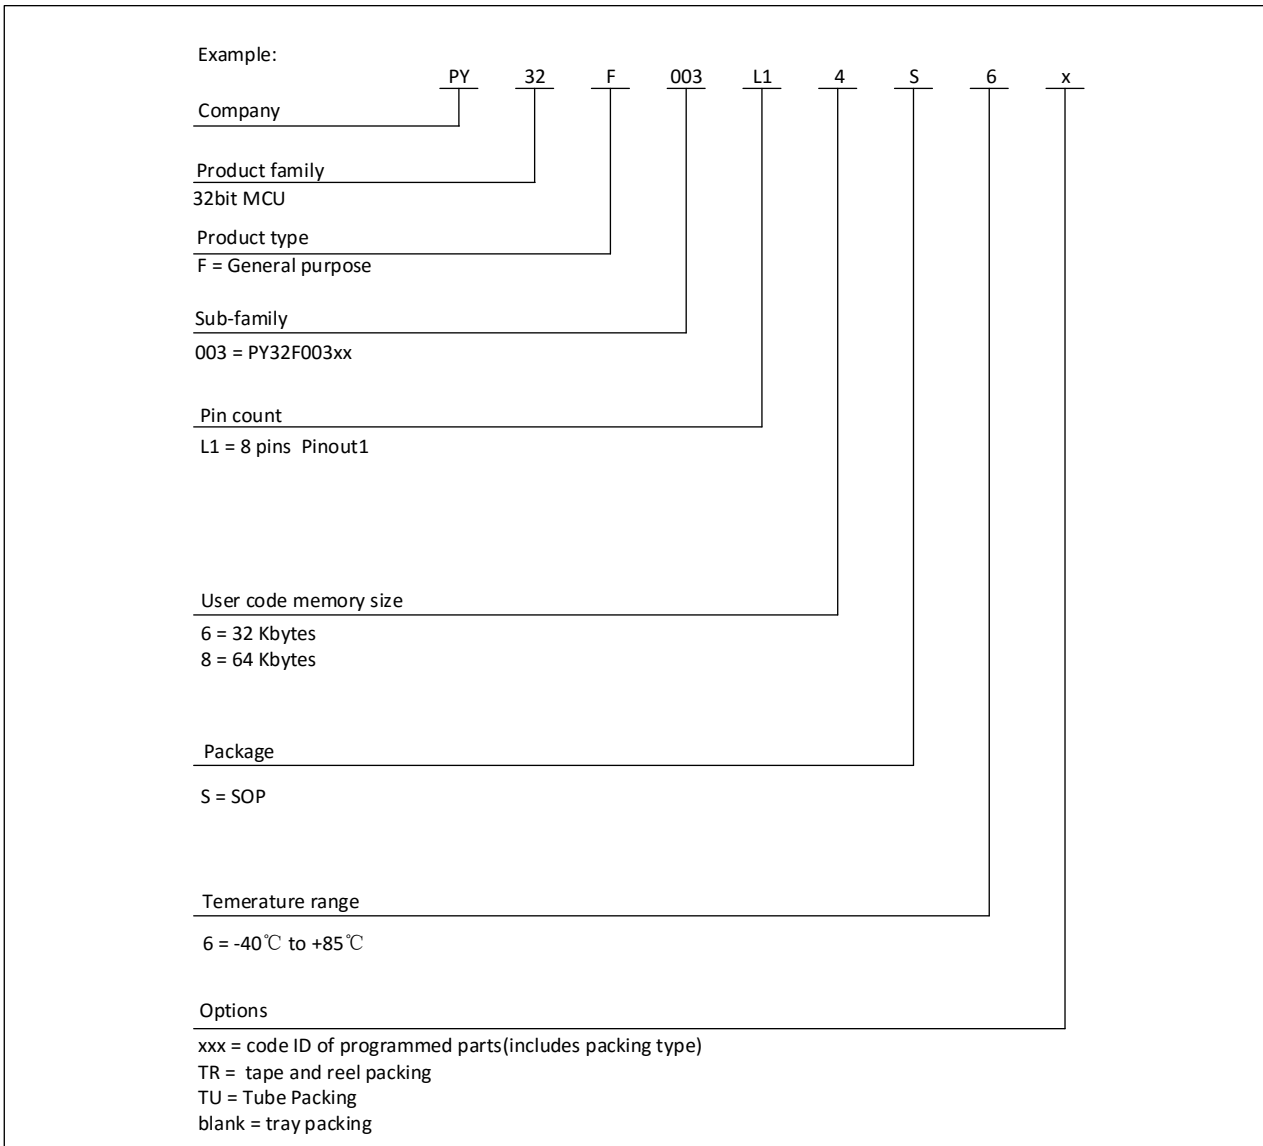 Example:
PY 32 F 003 L1 4 S 6 x
Company
Product family
32bit MCU
Product type
F = General purpose
Sub-family
003 = PY32F003xx
Pin count
L1 = 8 pins  Pinout1
User code memory size
6 = 32 Kbytes
8 = 64 Kbytes
Package
S = SOP
Temerature range
6 = -40℃ to +85℃
Options
xxx = code ID of programmed parts(includes packing type)
TR =  tape and reel packing
TU = Tube Packing
blank = tray packing